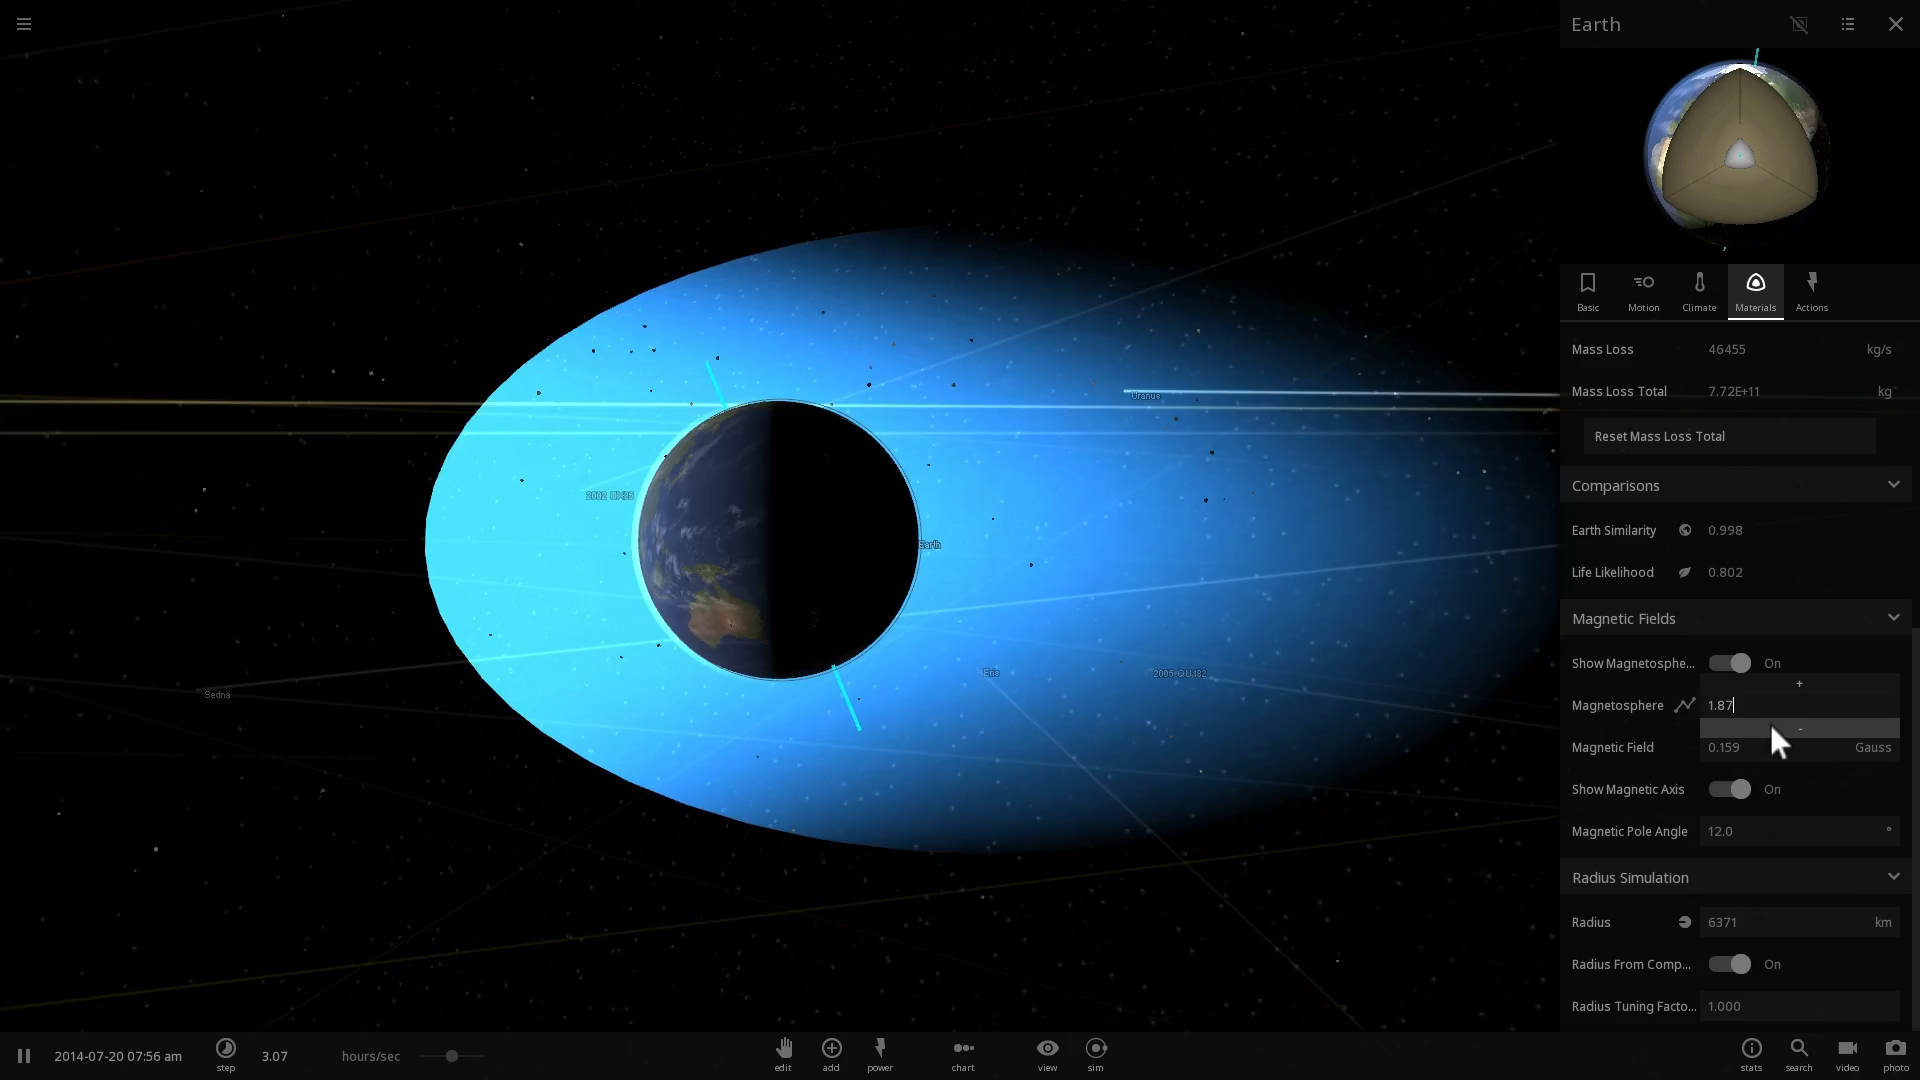 Earth
Basic Motion Climate Materials Actions
Mass Loss 46455 kg/s
Mass Loss Total 7.72E+11 kg
Reset Mass Loss Total
Comparisons
Earth Similarity 0.998
Life Likelihood 0.802
Magnetic Fields
Show Magnetosphe... On
+
Magnetosphere 1.87
-
Magnetic Field 0.159 Gauss
Show Magnetic Axis On
Magnetic Pole Angle 12.0 °
Radius Simulation
Radius 6371 km
Radius From Comp... On
Radius Tuning Facto... 1.000
Uranus
2002 UX25
Earth
Eris
2005 QU182
Sedna
2014-07-20 07:56 am
step
3.07 hours/sec
edit add power chart view sim
stats search video photo